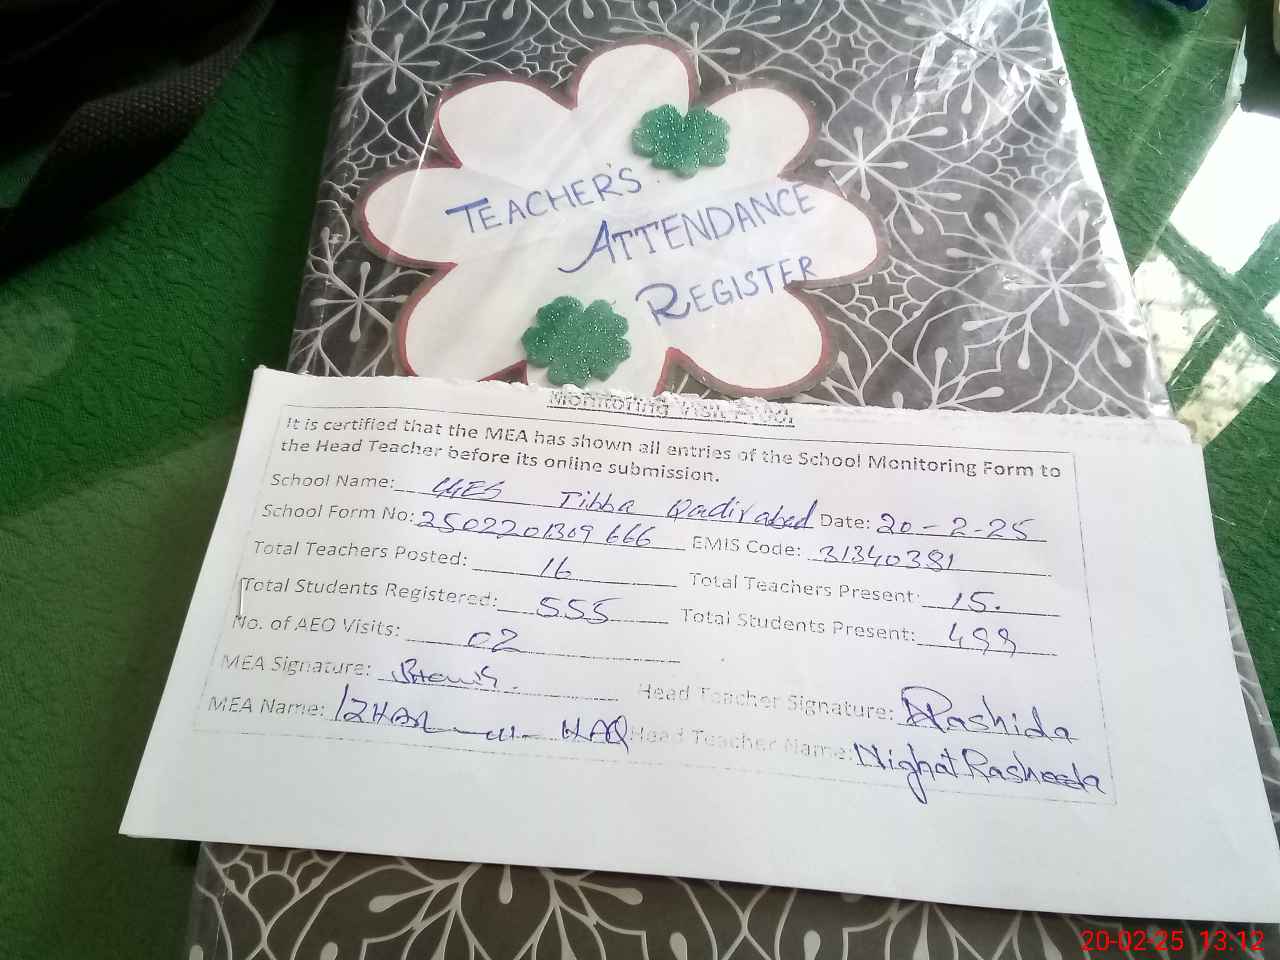 TEACHER'S
ATTENDANCE
REGISTER
Monitoring Visit Proof
It is certified that the MEA has shown all entries of the School Monitoring Form to
the Head Teacher before its online submission.
School Name: GGES Tibba Qadirabad Date: 20-2-25
School Form No: 2502201309666 EMIS Code: 31340381
Total Teachers Posted: 16 Total Teachers Present: 15.
Total Students Registered: 555 Total Students Present: 499
No. of AEO Visits: 02
MEA Signature: Head Teacher Signature: Rashida
MEA Name: IZHAR-ul-HAQ Head Teacher Name: Nighat Rasheeda
20-02-25 13:12